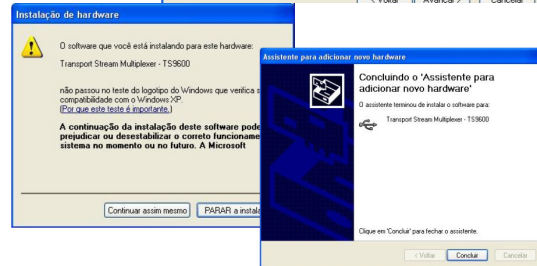 < Voltar Avançar > Cancelar
Instalação de hardware
O software que você está instalando para este hardware:
Transport Stream Multiplexer - TS9600
não passou no teste do logotipo do Windows que verifica s
compatibilidade com o Windows XP.
(Por que este teste é importante.)
A continuação da instalação deste software pode
prejudicar ou desestabilizar o correto funcioname
sistema no momento ou no futuro. A Microsoft
Continuar assim mesmo PARAR a instala
Assistente para adicionar novo hardware
Concluindo o 'Assistente para
adicionar novo hardware'
O assistente terminou de instalar o software para:
Transport Stream Multiplexer - TS9600
Clique em 'Concluir' para fechar o assistente.
< Voltar Concluir Cancelar